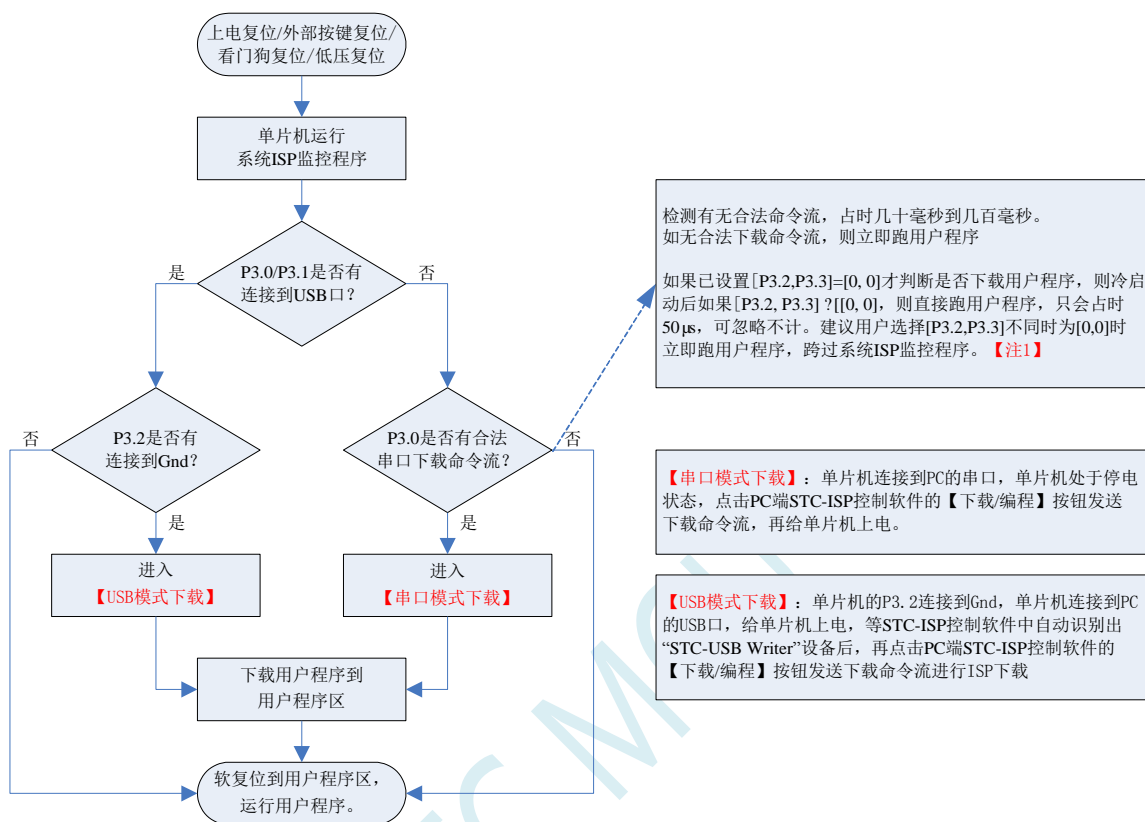 上电复位/外部按键复位/
看门狗复位/低压复位
单片机运行
系统ISP监控程序
P3.0/P3.1是否有
连接到USB口？
是
否
P3.2是否有
连接到Gnd？
否
是
P3.0是否有合法
串口下载命令流？
否
是
进入
【USB模式下载】
进入
【串口模式下载】
下载用户程序到
用户程序区
软复位到用户程序区，
运行用户程序。
检测有无合法命令流，占时几十毫秒到几百毫秒。
如无合法下载命令流，则立即跑用户程序
如果已设置[P3.2,P3.3]=[0, 0]才判断是否下载用户程序，则冷启
动后如果[P3.2, P3.3] ?[[0, 0]，则直接跑用户程序，只会占时
50μs，可忽略不计。建议用户选择[P3.2,P3.3]不同时为[0,0]时
立即跑用户程序，跨过系统ISP监控程序。【注1】
【串口模式下载】：单片机连接到PC的串口，单片机处于停电
状态，点击PC端STC-ISP控制软件的【下载/编程】按钮发送
下载命令流，再给单片机上电。
【USB模式下载】：单片机的P3.2连接到Gnd，单片机连接到PC
的USB口，给单片机上电，等STC-ISP控制软件中自动识别出
“STC-USB Writer”设备后，再点击PC端STC-ISP控制软件的
【下载/编程】按钮发送下载命令流进行ISP下载